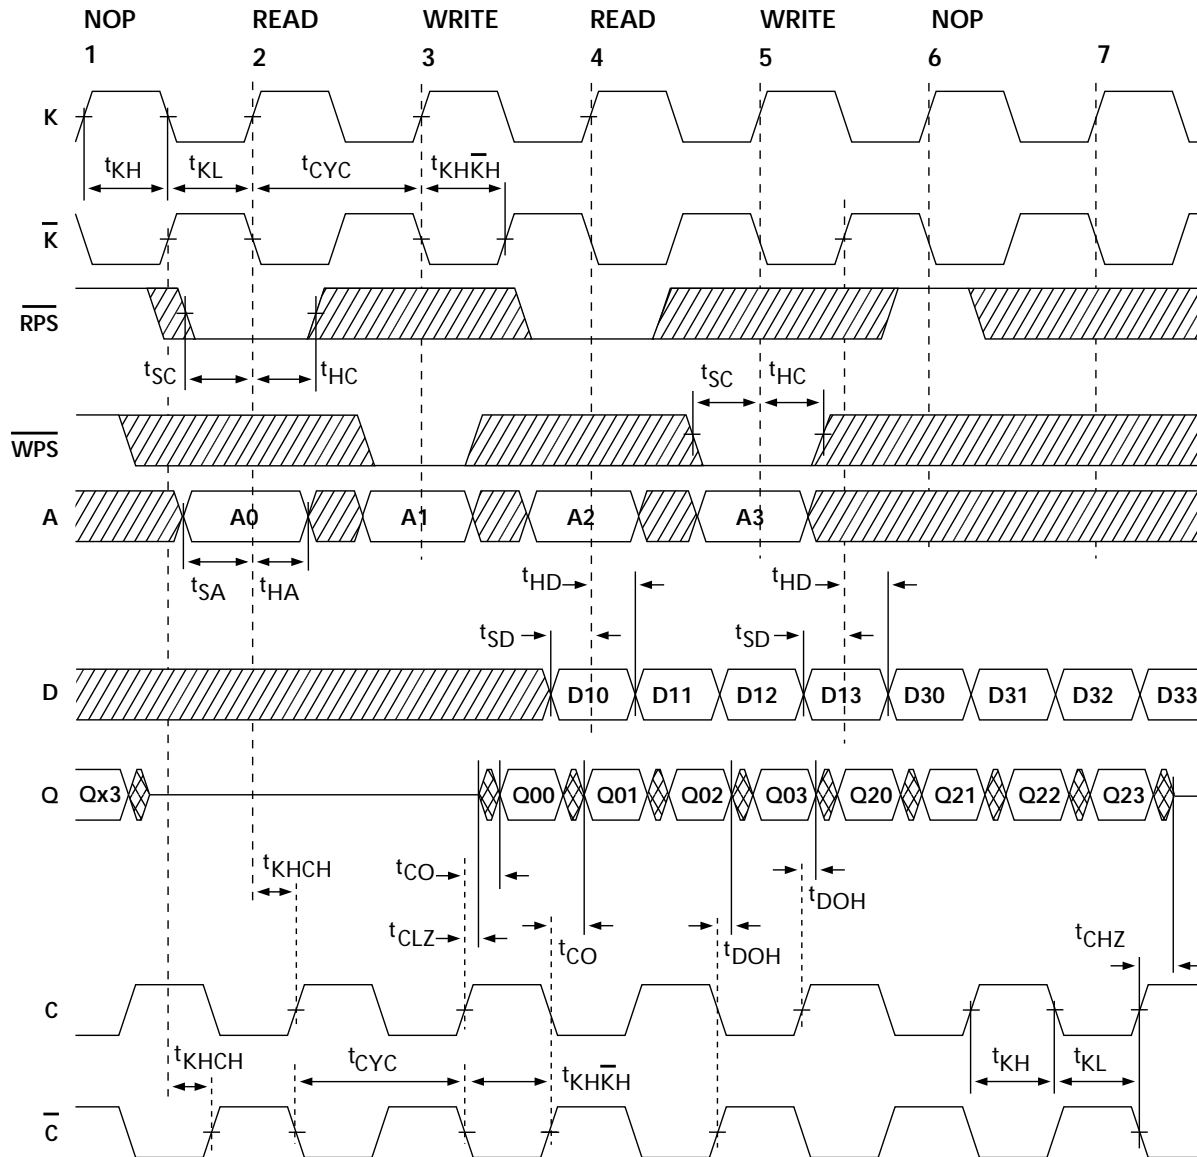 NOP READ WRITE READ WRITE NOP
1 2 3 4 5 6 7
K
tKH tKL tCYC tKHK̅H
K̅
R̅P̅S̅
tSC tHC tSC tHC
W̅P̅S̅
A A0 A1 A2 A3
tSA tHA tHD tHD
tSD tSD
D D10 D11 D12 D13 D30 D31 D32 D33
Q Qx3 Q00 Q01 Q02 Q03 Q20 Q21 Q22 Q23
tKHCH tCO tDOH
tCLZ tCO tDOH tCHZ
C
tKHCH tCYC tKHK̅H tKH tKL
C̅